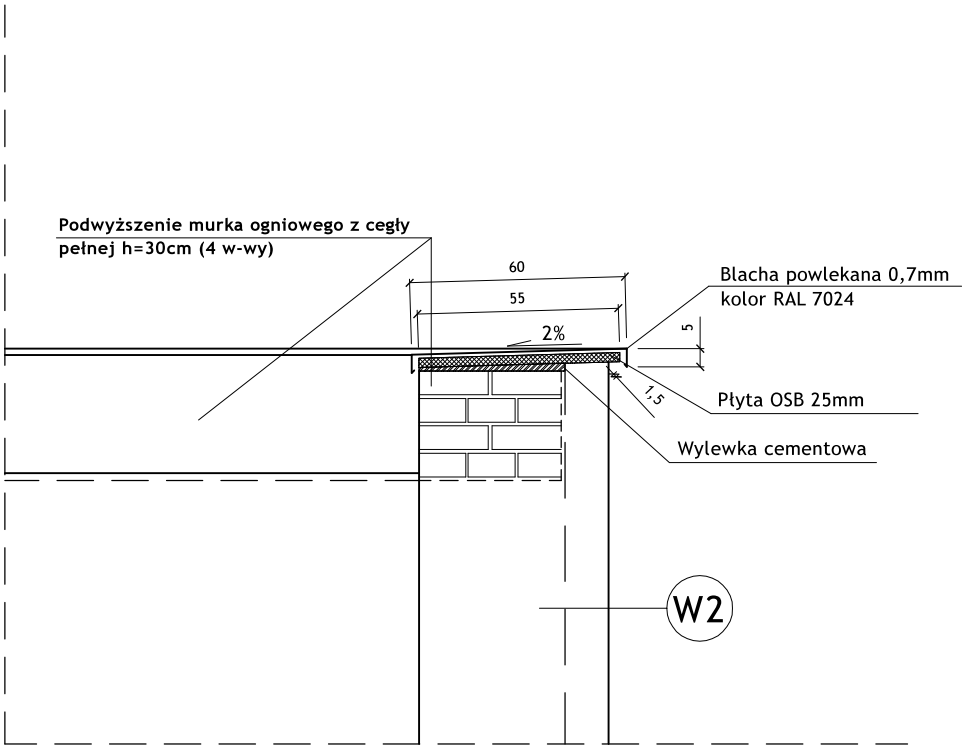 Podwyższenie murka ogniowego z cegły
pełnej h=30cm (4 w-wy)
60
55
2%
Blacha powlekana 0,7mm
kolor RAL 7024
5
1,5
Płyta OSB 25mm
Wylewka cementowa
W2